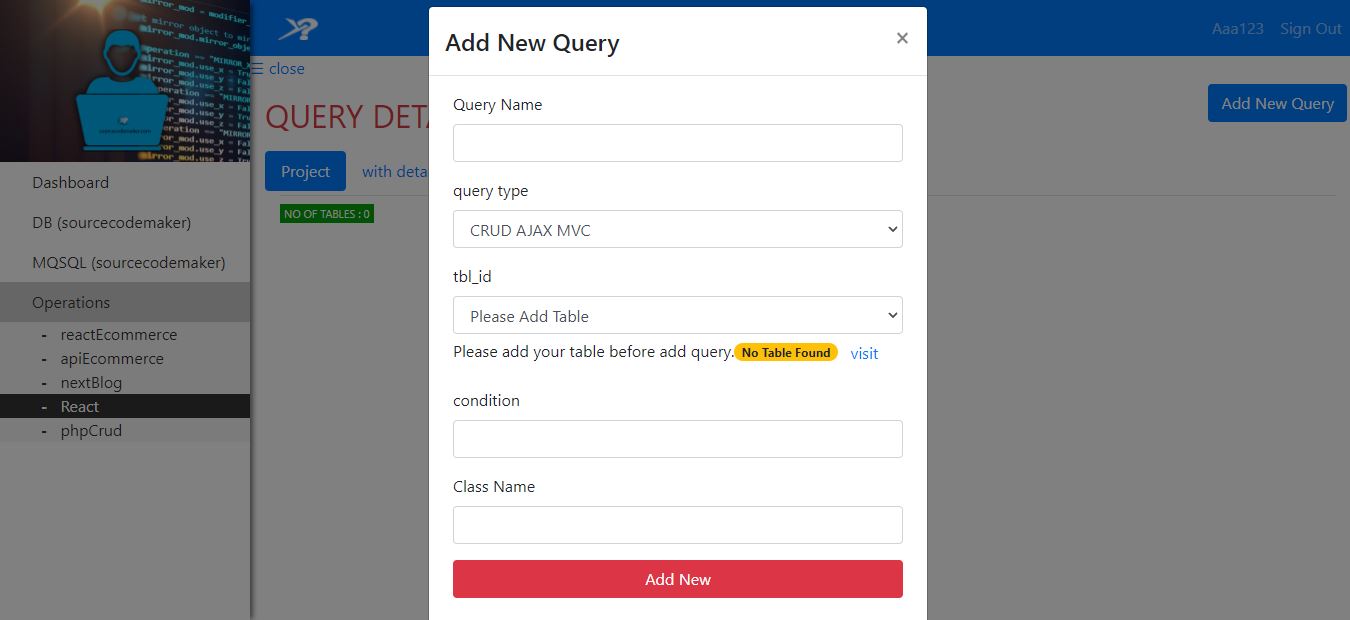 Add New Query
×
Query Name
query type
CRUD AJAX MVC
tbl_id
Please Add Table
Please add your table before add query. No Table Found visit
condition
Class Name
Add New
Aaa123 Sign Out
☰ close
QUERY DETA
Add New Query
Project with deta
NO OF TABLES : 0
Dashboard
DB (sourcecodemaker)
MQSQL (sourcecodemaker)
Operations
- reactEcommerce
- apiEcommerce
- nextBlog
- React
- phpCrud